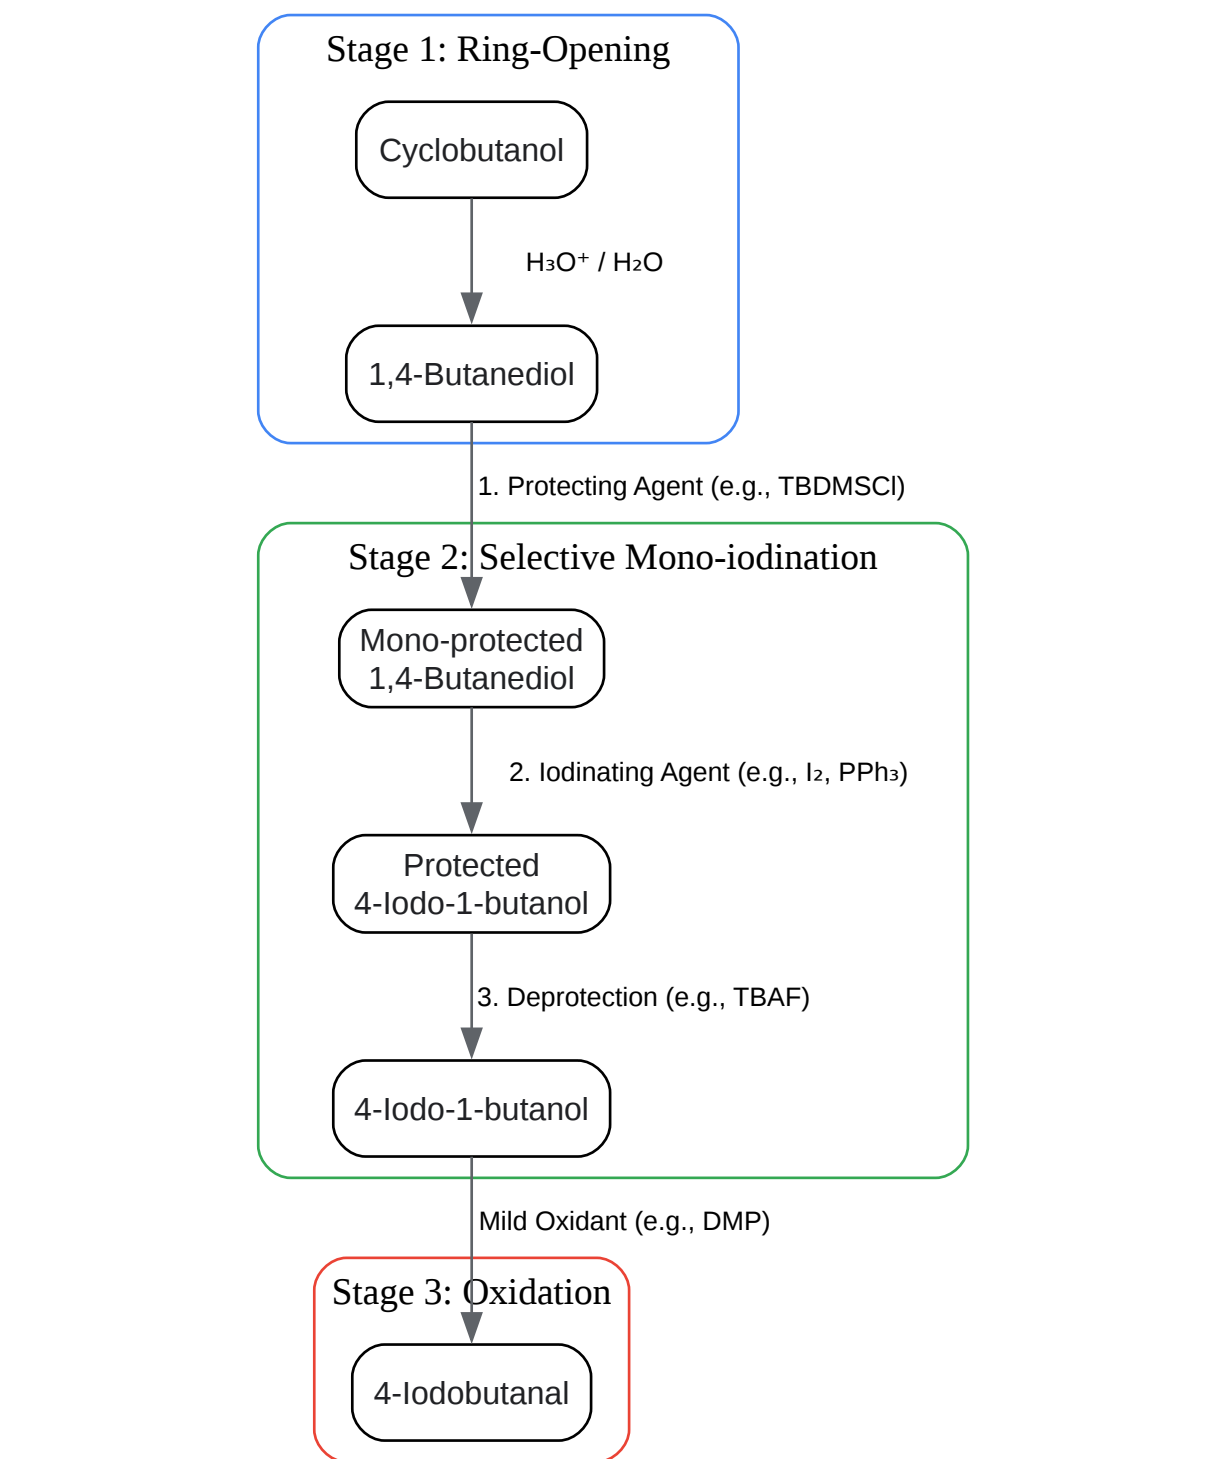 Stage 1: Ring-Opening
Cyclobutanol
H₃O⁺ / H₂O
1,4-Butanediol
1. Protecting Agent (e.g., TBDMSCl)
Stage 2: Selective Mono-iodination
Mono-protected
1,4-Butanediol
2. Iodinating Agent (e.g., I₂, PPh₃)
Protected
4-Iodo-1-butanol
3. Deprotection (e.g., TBAF)
4-Iodo-1-butanol
Mild Oxidant (e.g., DMP)
Stage 3: Oxidation
4-Iodobutanal